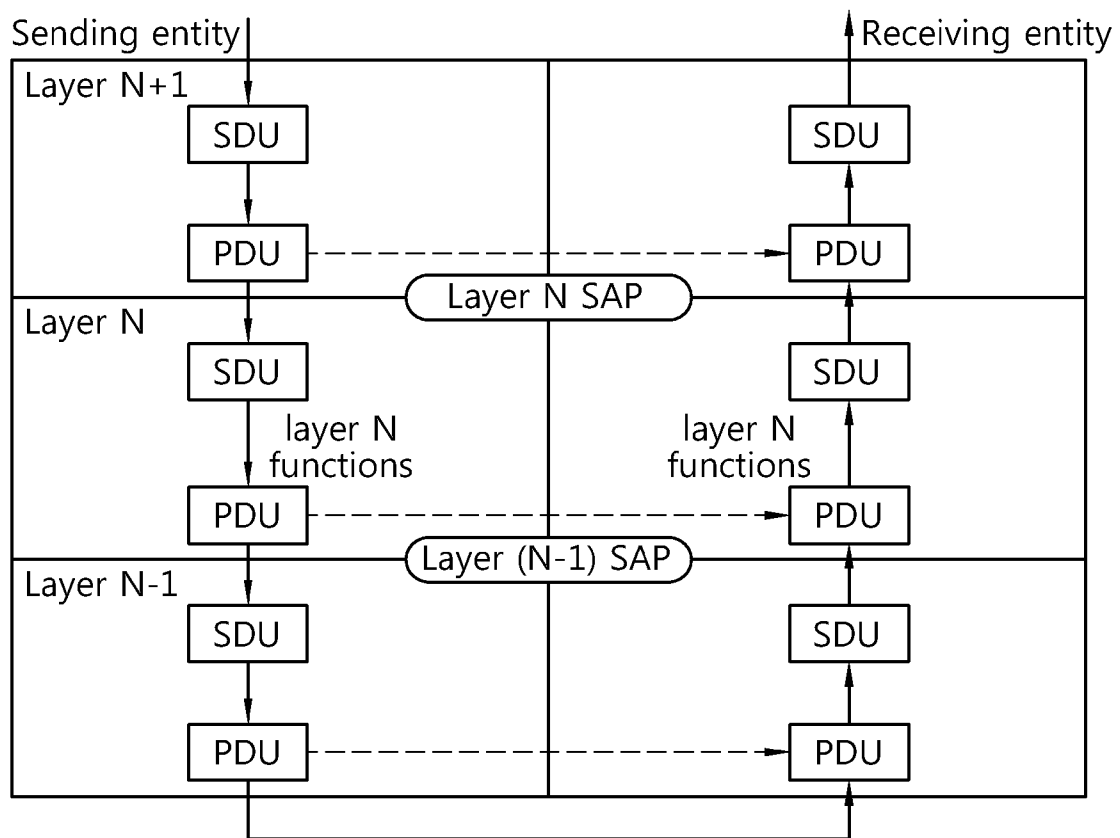 Sending entity
Receiving entity
Layer N+1
SDU
SDU
PDU
PDU
Layer N SAP
Layer N
SDU
SDU
layer N
functions
layer N
functions
PDU
PDU
Layer (N-1) SAP
Layer N-1
SDU
SDU
PDU
PDU